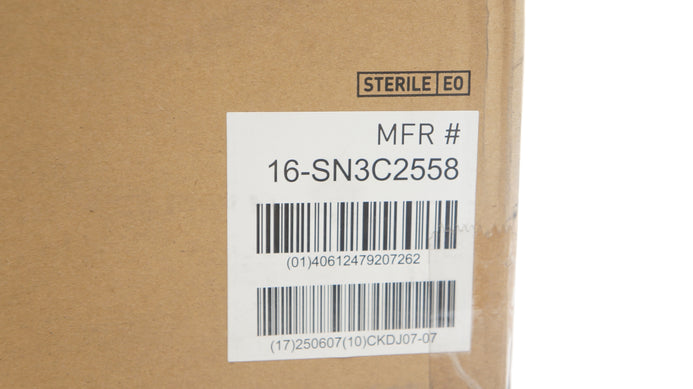 STERILE EO
MFR #
16-SN3C2558
(01)40612479207262
(17)250607(10)CKDJ07-07